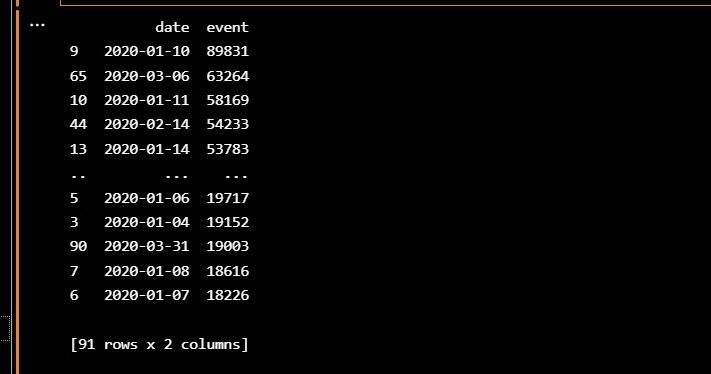 ...
date event
9 2020-01-10 89831
65 2020-03-06 63264
10 2020-01-11 58169
44 2020-02-14 54233
13 2020-01-14 53783
.. ... ...
5 2020-01-06 19717
3 2020-01-04 19152
90 2020-03-31 19003
7 2020-01-08 18616
6 2020-01-07 18226
[91 rows x 2 columns]